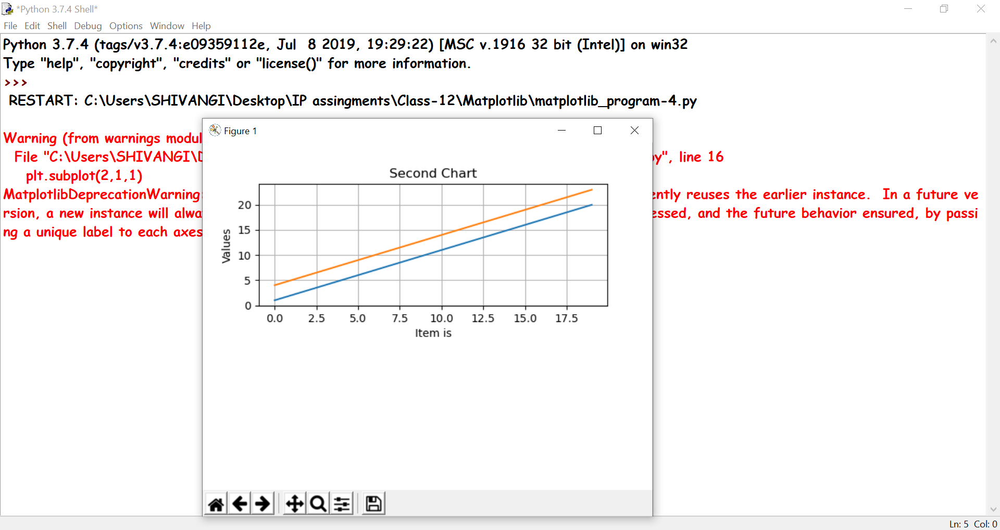 *Python 3.7.4 Shell*
File Edit Shell Debug Options Window Help
Python 3.7.4 (tags/v3.7.4:e09359112e, Jul  8 2019, 19:29:22) [MSC v.1916 32 bit (Intel)] on win32
Type "help", "copyright", "credits" or "license()" for more information.
>>>
RESTART: C:\Users\SHIVANGI\Desktop\IP assingments\Class-12\Matplotlib\matplotlib_program-4.py
Warning (from warnings modul
File "C:\Users\SHIVANGI\ y", line 16
plt.subplot(2,1,1)
MatplotlibDeprecationWarning: ently reuses the earlier instance.  In a future ve
rsion, a new instance will alwa essed, and the future behavior ensured, by passi
ng a unique label to each axes
Figure 1
Second Chart
20
15
10
5
0
Values
0.0 2.5 5.0 7.5 10.0 12.5 15.0 17.5
Item is
Ln: 5 Col: 0